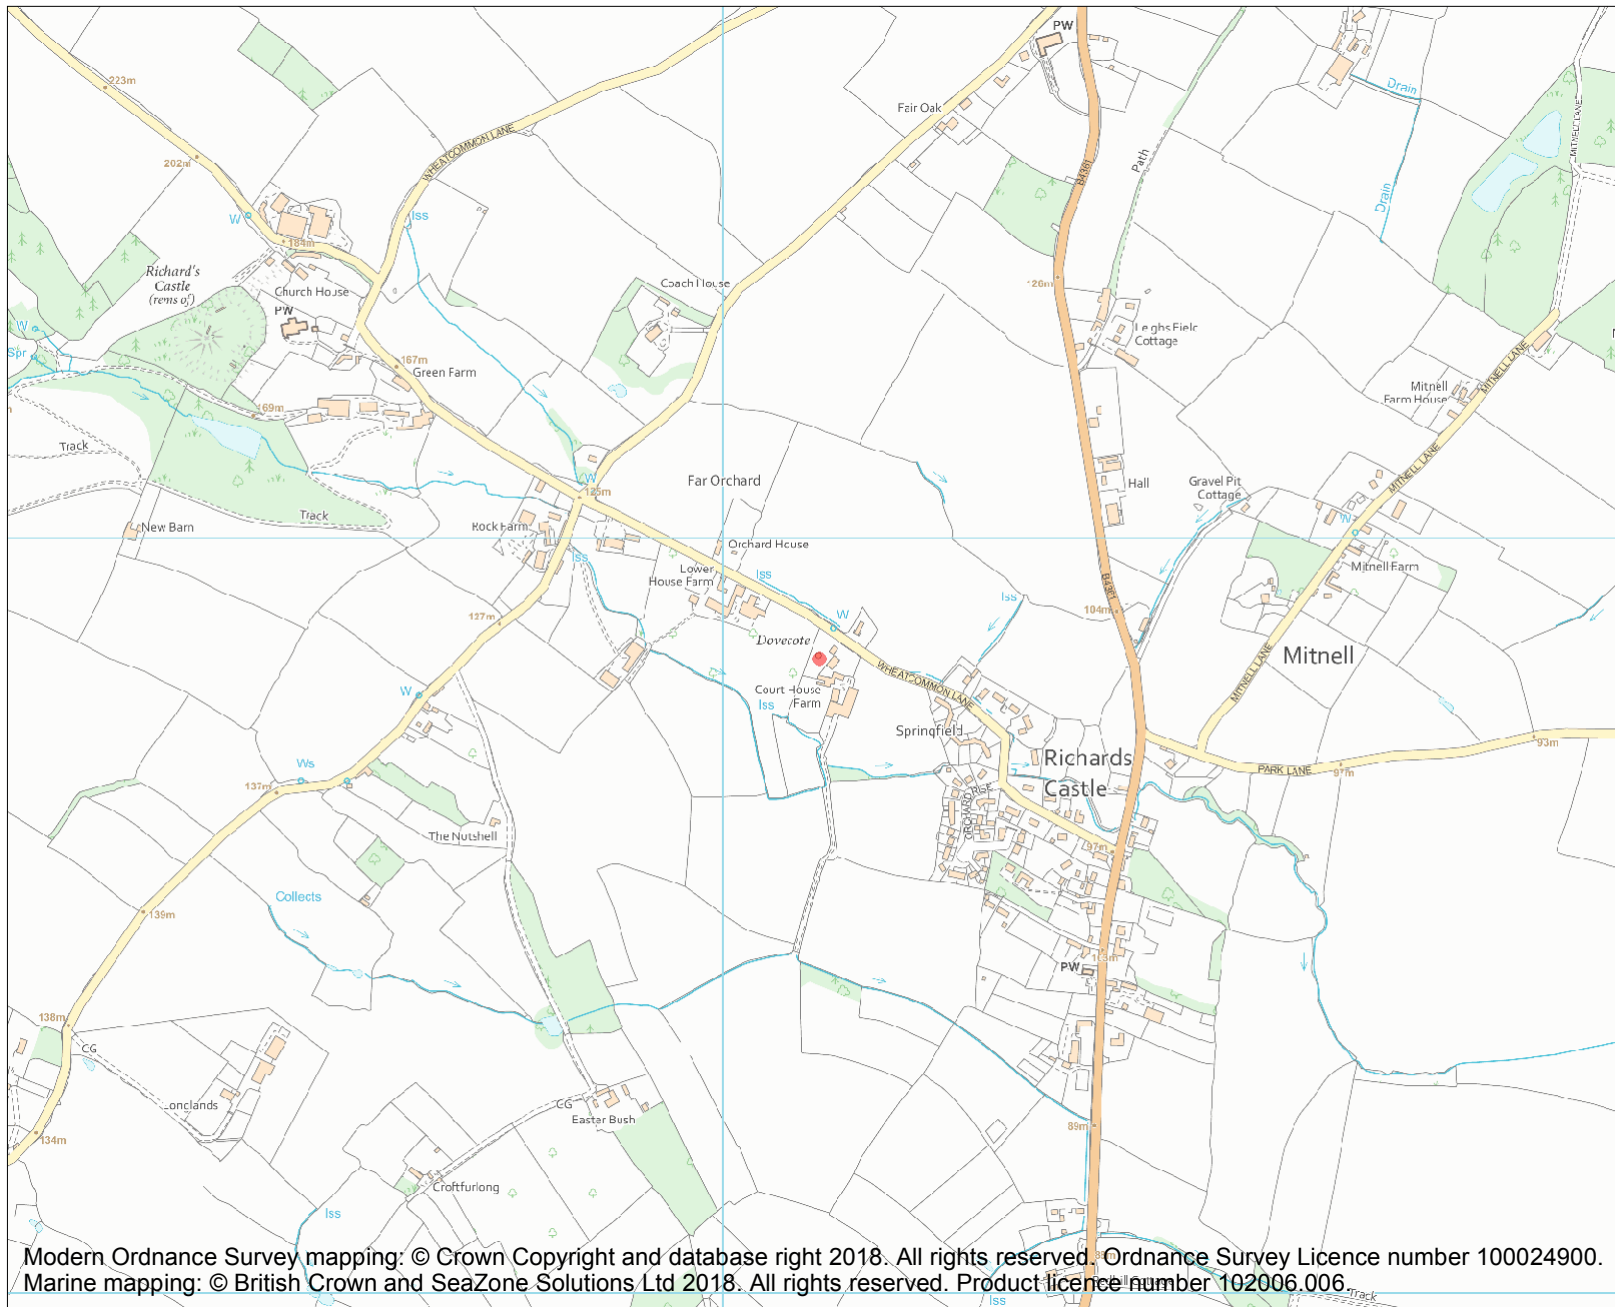 PW
223m
Drain
Fair Oak
WHEATCOMMON LANE
MITNELL LANE
202m
Path
B4361
Drain
W
Iss
184m
Richard's
Castle
(rems of)
Church House
Coach House
PW
W
Leighs Field
Cottage
Spr
167m
Green Farm
MITNELL LANE
Mitnell
Farm House
169m
Track
MITNELL LANE
Far Orchard
Hall
Gravel Pit
Cottage
W
Track
New Barn
Rock Farm
Orchard House
Iss
Lower
House Farm
Iss
Mitnell Farm
B4361
127m
W
Iss
104m
Dovecote
Mitnell
WHEATCOMMON LANE
MITNELL LANE
W
Court House
Farm
Iss
Springfield
Richards
Castle
93m
Ws
PARK LANE
97m
137m
ORCHARD RISE
The Nutshell
97m
Collects
139m
PW
138m
CG
CG
Easter Bush
89m
134m
Croftfurlong
Iss
Modern Ordnance Survey mapping: © Crown Copyright and database right 2018. All rights reserved. Ordnance Survey Licence number 100024900.
Marine mapping: © British Crown and SeaZone Solutions Ltd 2018. All rights reserved. Product licence number 102006.006.
Track
Iss